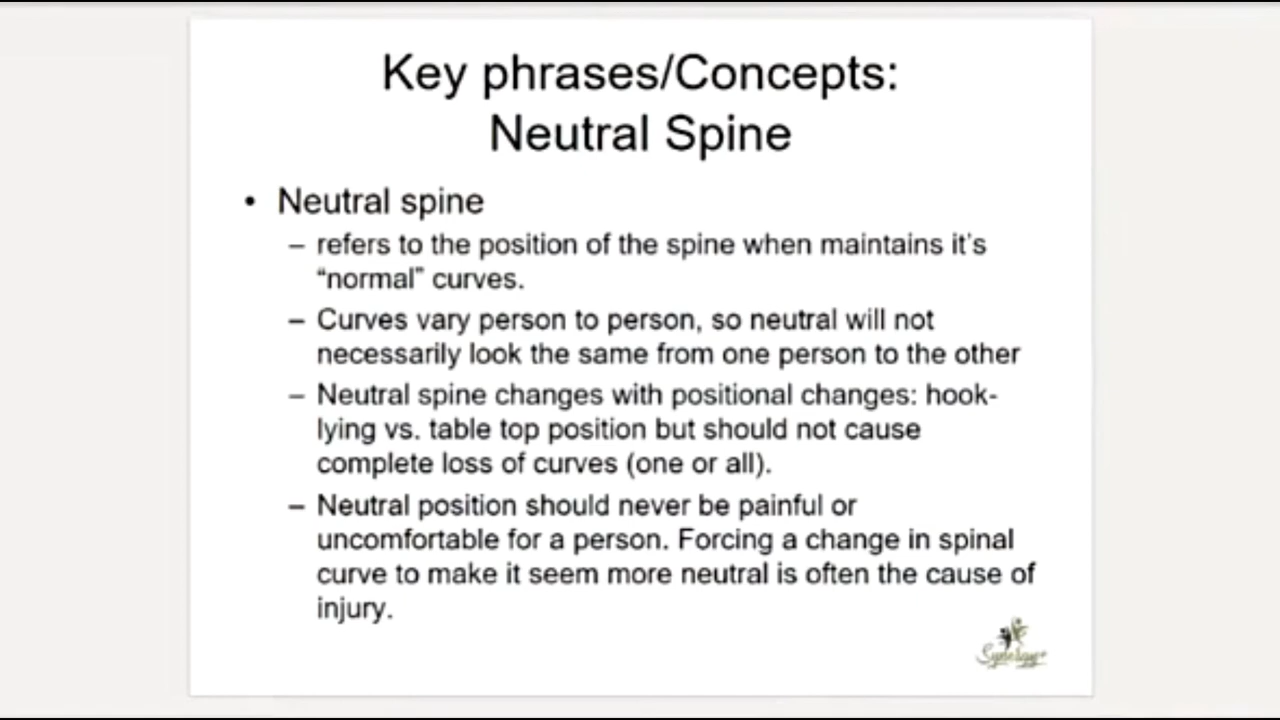 Key phrases/Concepts:
Neutral Spine
• Neutral spine
– refers to the position of the spine when maintains it's
“normal” curves.
– Curves vary person to person, so neutral will not
necessarily look the same from one person to the other
– Neutral spine changes with positional changes: hook-
lying vs. table top position but should not cause
complete loss of curves (one or all).
– Neutral position should never be painful or
uncomfortable for a person. Forcing a change in spinal
curve to make it seem more neutral is often the cause of
injury.